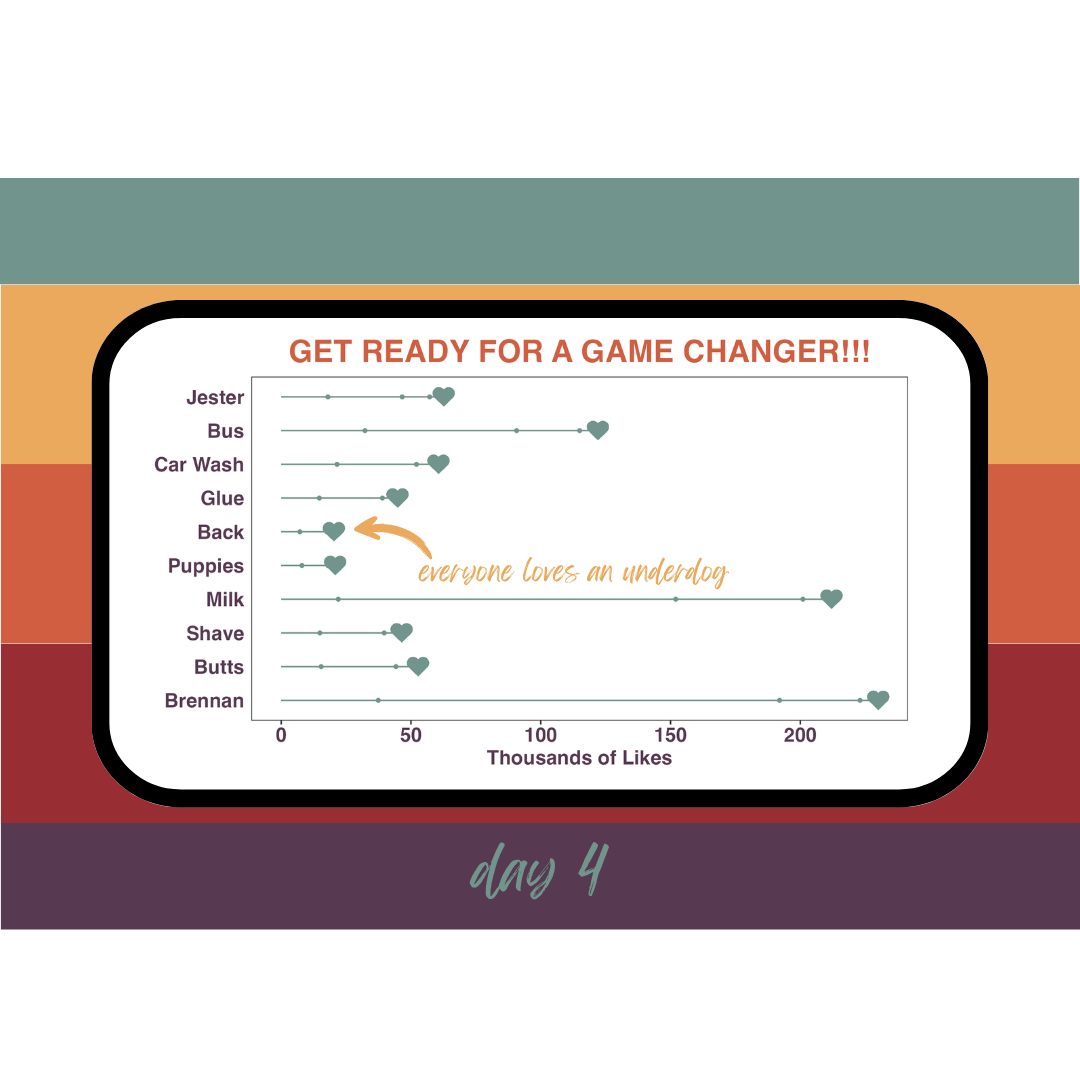 GET READY FOR A GAME CHANGER!!!
Jester
Bus
Car Wash
Glue
Back
Puppies
everyone loves an underdog
Milk
Shave
Butts
Brennan
0 50 100 150 200
Thousands of Likes
day 4